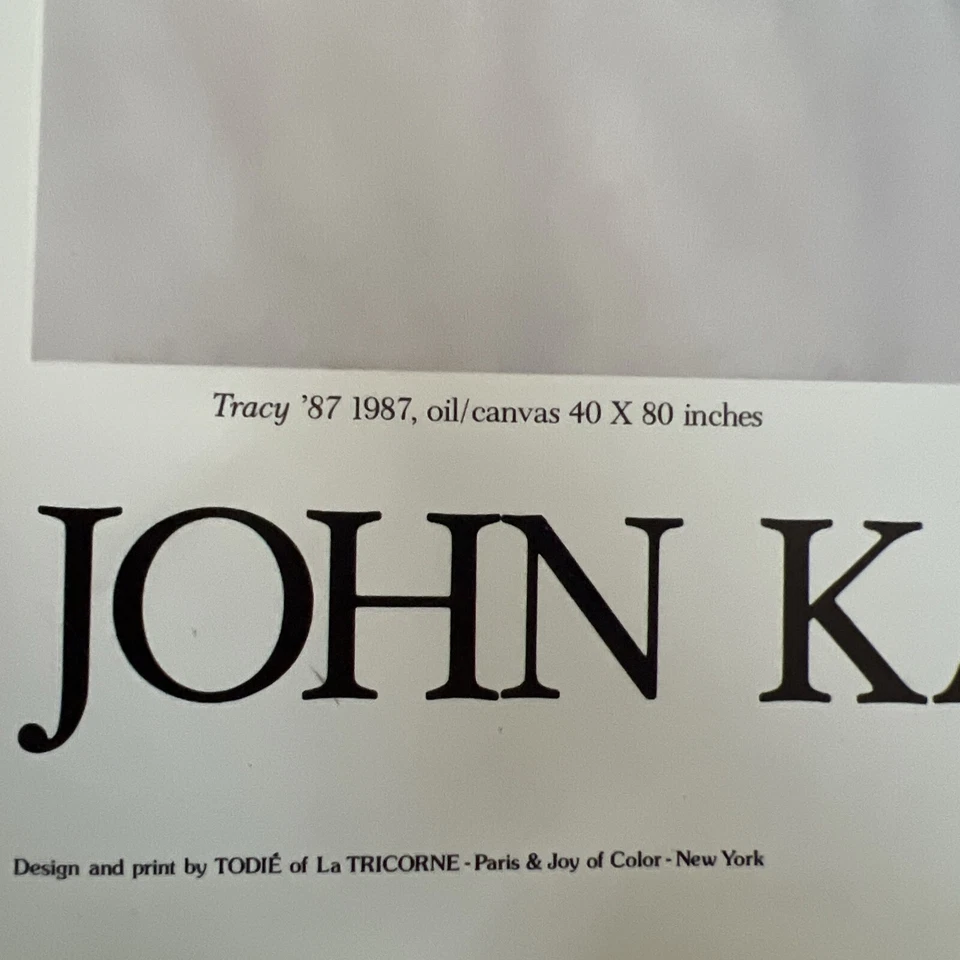 Tracy '87 1987, oil/canvas 40 X 80 inches
JOHN K
Design and print by TODIÉ of La TRICORNE - Paris & Joy of Color - New York